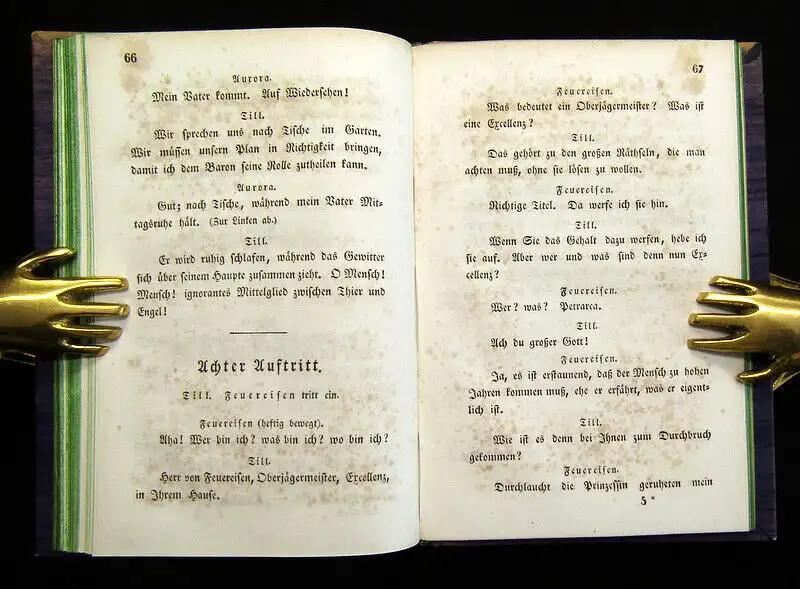 66
Aurora.
Mein Vater kommt. Auf Wiedersehen!
Till.
Wir sprechen uns nach Tische im Garten.
Wir müssen unsern Plan in Richtigkeit bringen,
damit ich dem Baron seine Rolle zutheilen kann.
Aurora.
Gut; nach Tische, während mein Vater Mit-
tagsruhe hält. (Zur Linken ab.)
Till.
Er wird ruhig schlafen, während das Gewitter
sich über seinem Haupte zusammen zieht. O Mensch!
Mensch! ignorantes Mittelglied zwischen Thier und
Engel!
Achter Auftritt.
Till. Feuereisen tritt ein.
Feuereisen (heftig bewegt).
Aha! Wer bin ich? was bin ich? wo bin ich?
Till.
Herr von Feuereisen, Oberjägermeister, Excellenz,
in Ihrem Hause.
67
Feuereisen.
Was bedeutet ein Oberjägermeister? Was ist
eine Excellenz?
Till.
Das gehört zu den großen Räthseln, die man
achten muß, ohne sie lösen zu wollen.
Feuereisen.
Richtige Titel. Da werfe ich sie hin.
Till.
Wenn Sie das Gehalt dazu werfen, hebe ich
sie auf. Aber wer und was sind denn nun Ex-
cellenz?
Feuereisen.
Wer? was? Petrarca.
Till.
Ach du großer Gott!
Feuereisen.
Ja, es ist erstaunend, daß der Mensch zu hohen
Jahren kommen muß, ehe er erfährt, was er eigent-
lich ist.
Till.
Wie ist es denn bei Ihnen zum Durchbruch
gekommen?
Feuereisen.
Durchlaucht die Prinzessin geruheten mein
5 *